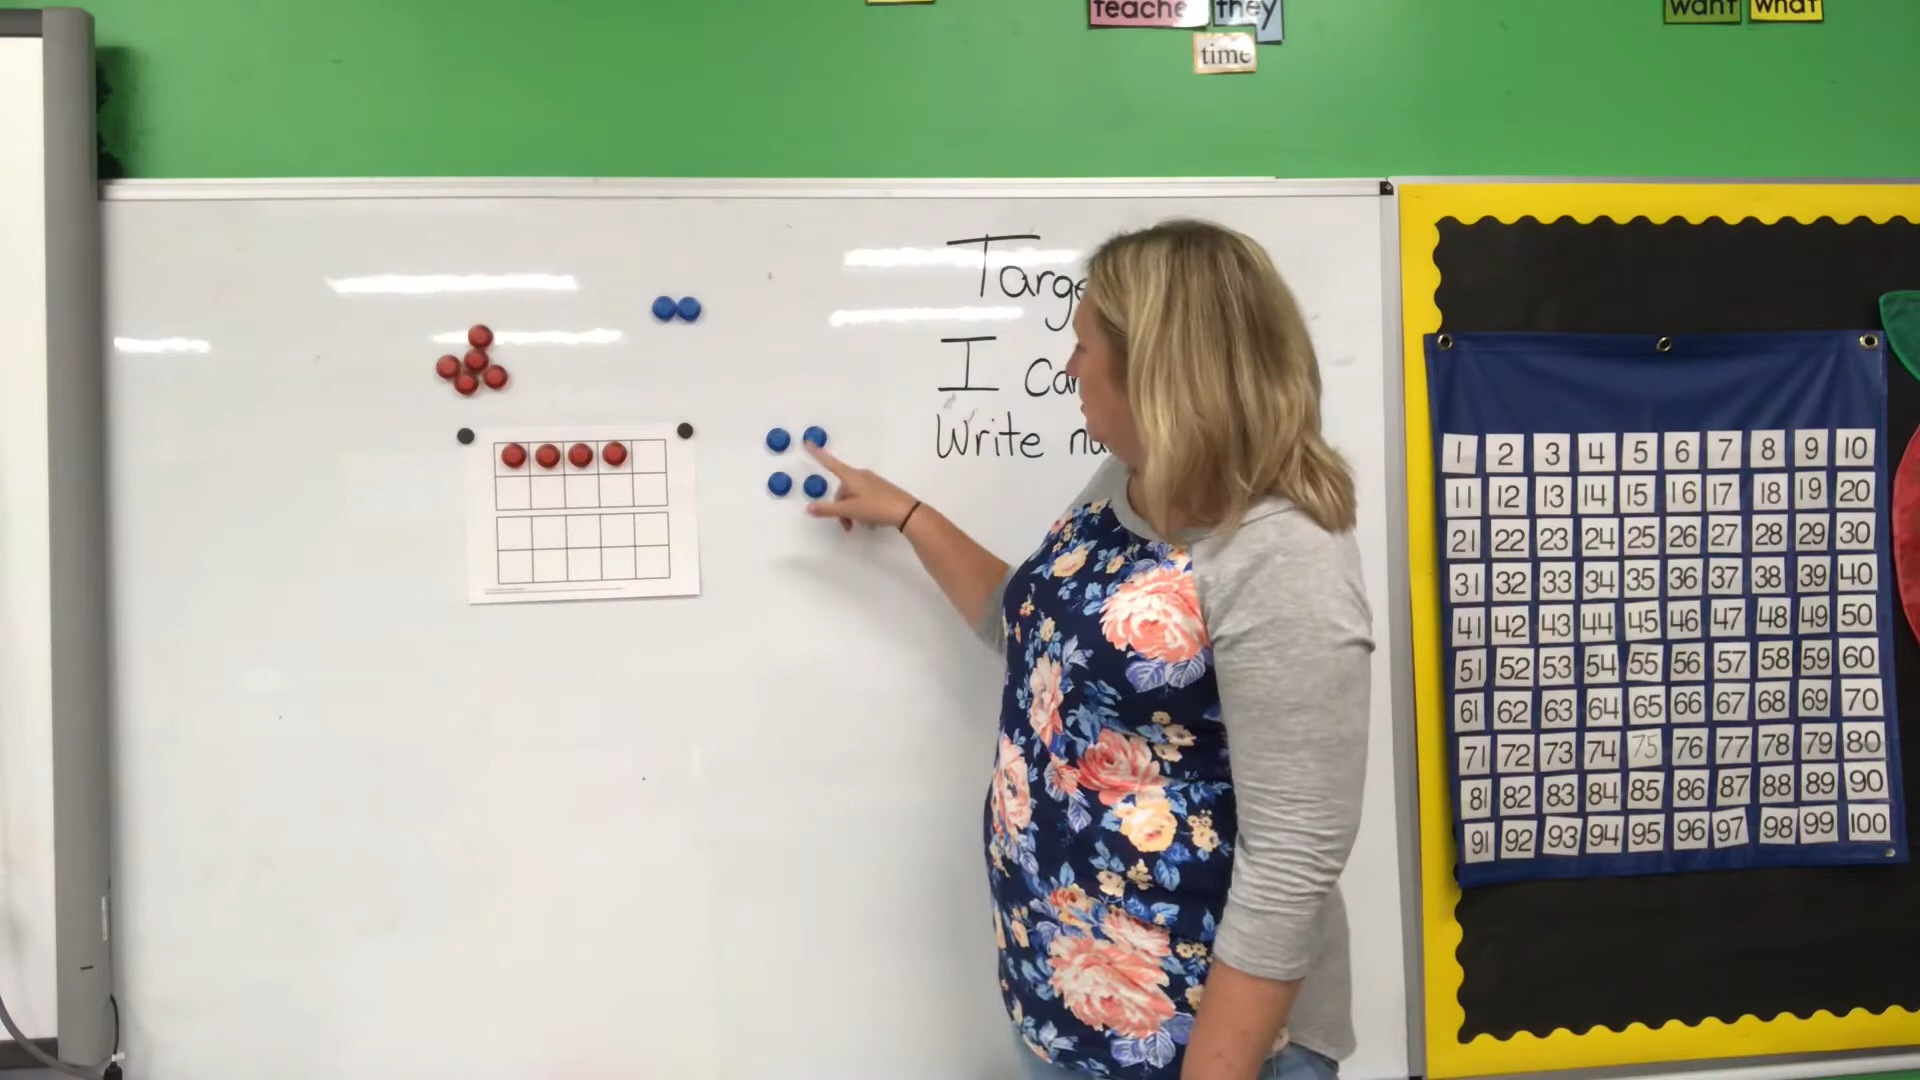 teache they
want what
time
Targe
I Can
Write nu
1 2 3 4 5 6 7 8 9 10
11 12 13 14 15 16 17 18 19 20
21 22 23 24 25 26 27 28 29 30
31 32 33 34 35 36 37 38 39 40
41 42 43 44 45 46 47 48 49 50
51 52 53 54 55 56 57 58 59 60
61 62 63 64 65 66 67 68 69 70
71 72 73 74 75 76 77 78 79 80
81 82 83 84 85 86 87 88 89 90
91 92 93 94 95 96 97 98 99 100